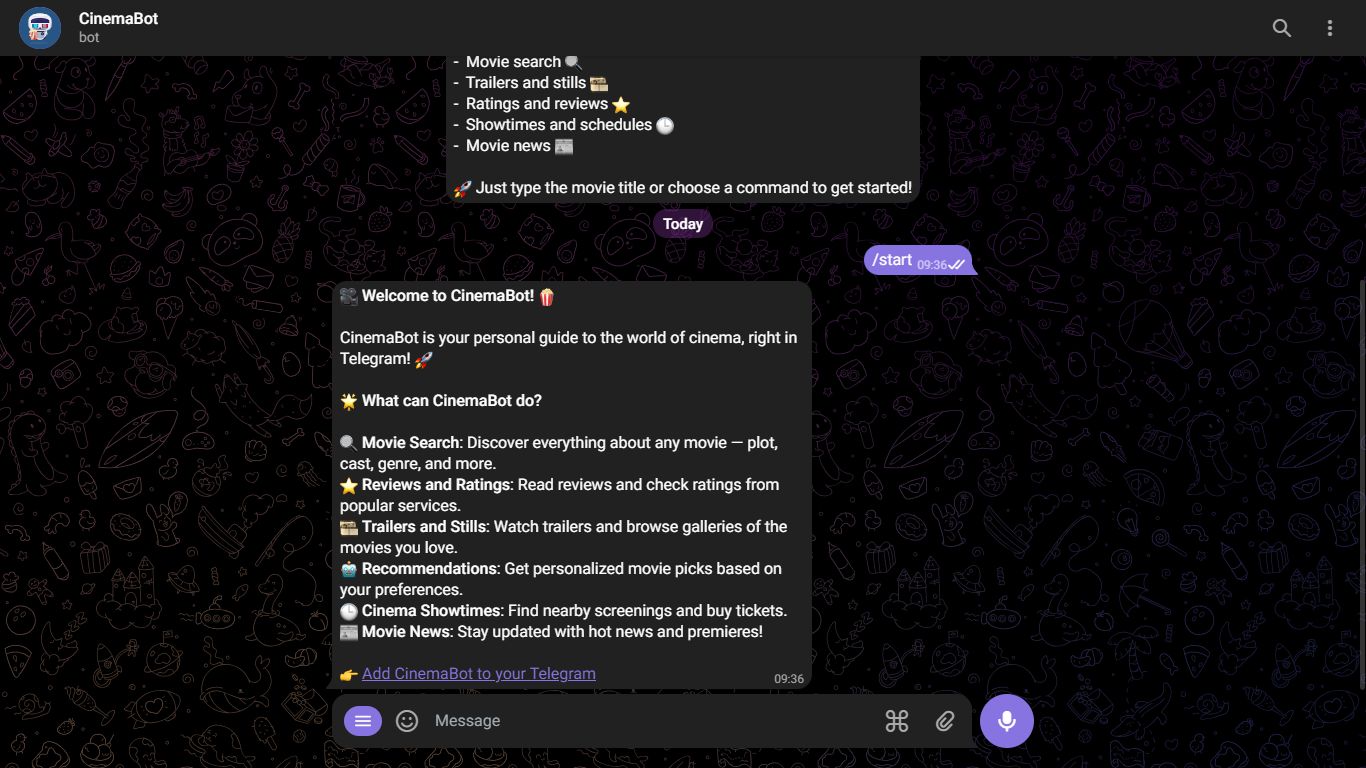 CinemaBot
bot
- Movie search 🔍
- Trailers and stills 🎞
- Ratings and reviews ⭐
- Showtimes and schedules 🕒
- Movie news 📰
🚀 Just type the movie title or choose a command to get started!
Today
/start 09:36
🎥 Welcome to CinemaBot! 🍿
CinemaBot is your personal guide to the world of cinema, right in
Telegram! 🚀
🌟 What can CinemaBot do?
🔍 Movie Search: Discover everything about any movie — plot,
cast, genre, and more.
⭐ Reviews and Ratings: Read reviews and check ratings from
popular services.
🎞 Trailers and Stills: Watch trailers and browse galleries of the
movies you love.
🤖 Recommendations: Get personalized movie picks based on
your preferences.
🕒 Cinema Showtimes: Find nearby screenings and buy tickets.
📰 Movie News: Stay updated with hot news and premieres!
👉 Add CinemaBot to your Telegram
09:36
Message